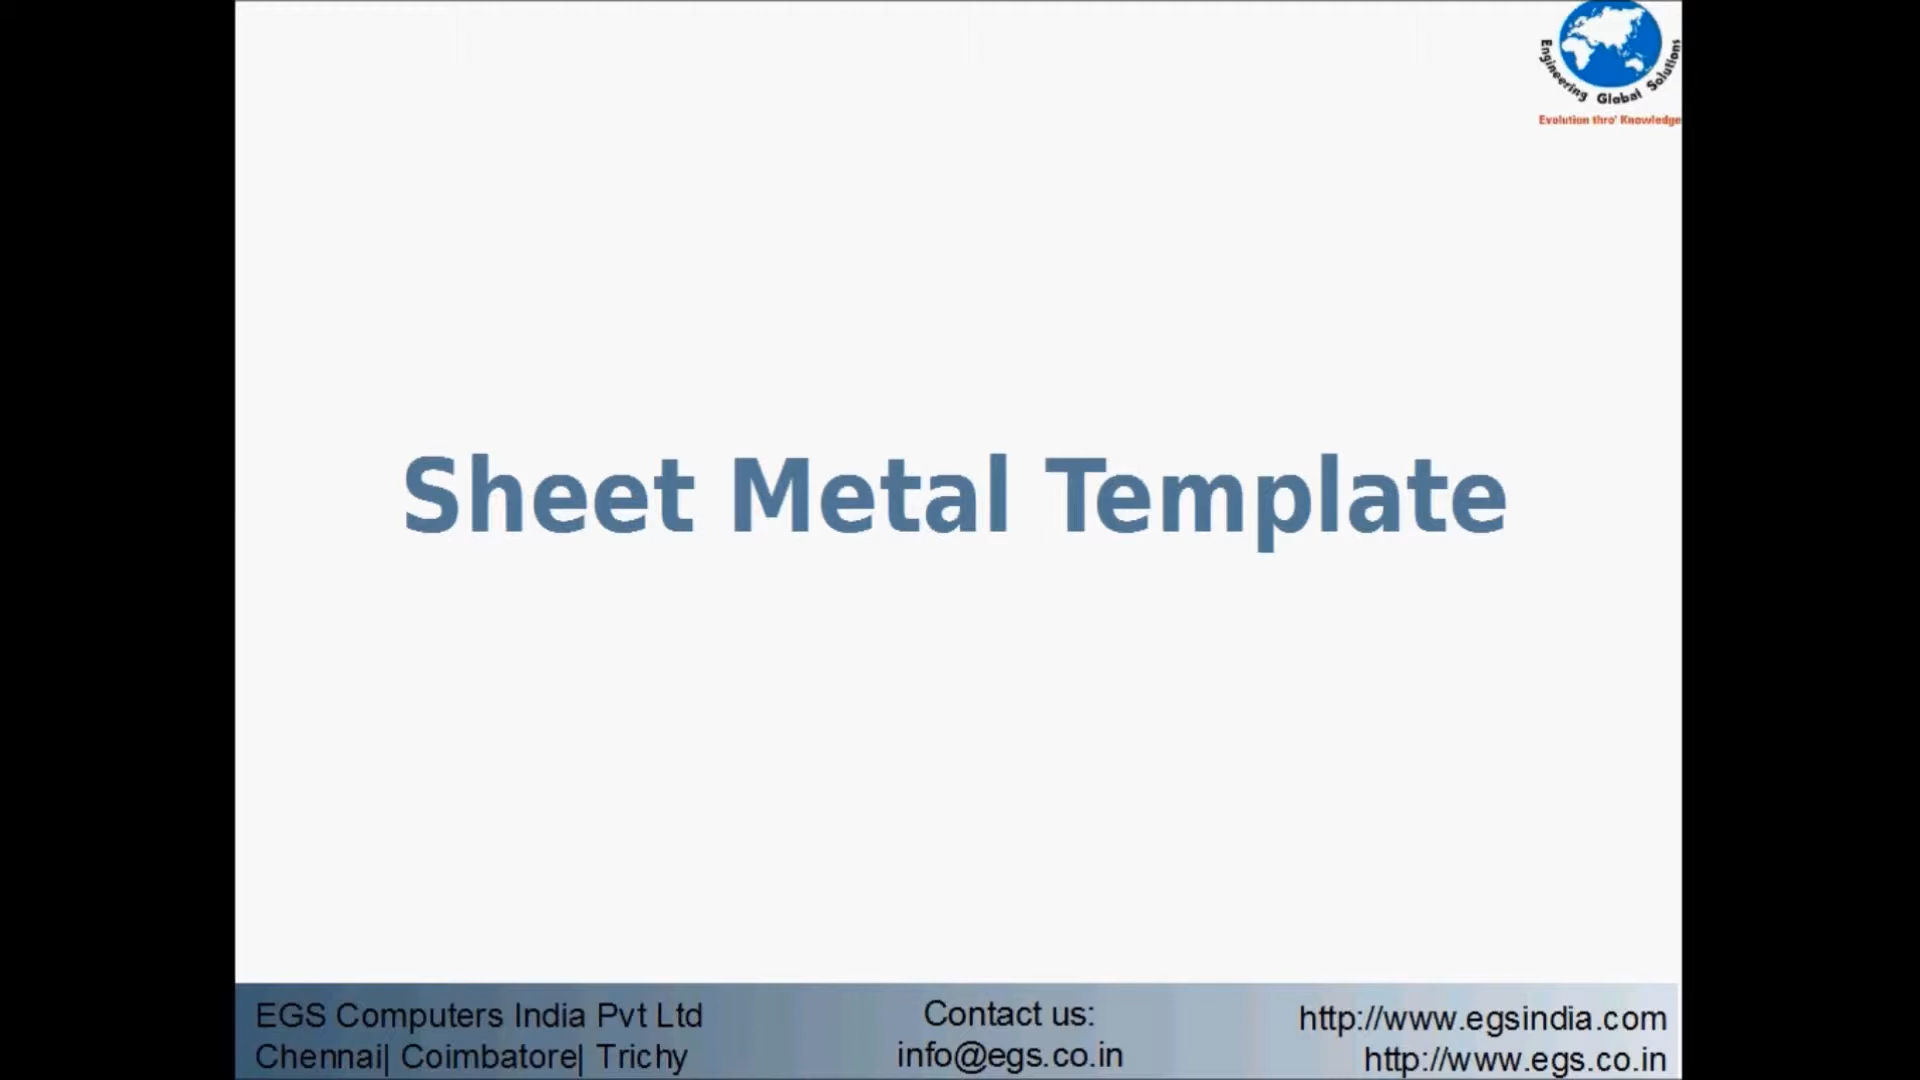 Engineering Global Solutions
Evolution thro' Knowledge
Sheet Metal Template
EGS Computers India Pvt Ltd
Chennai| Coimbatore| Trichy
Contact us:
info@egs.co.in
http://www.egsindia.com
http://www.egs.co.in